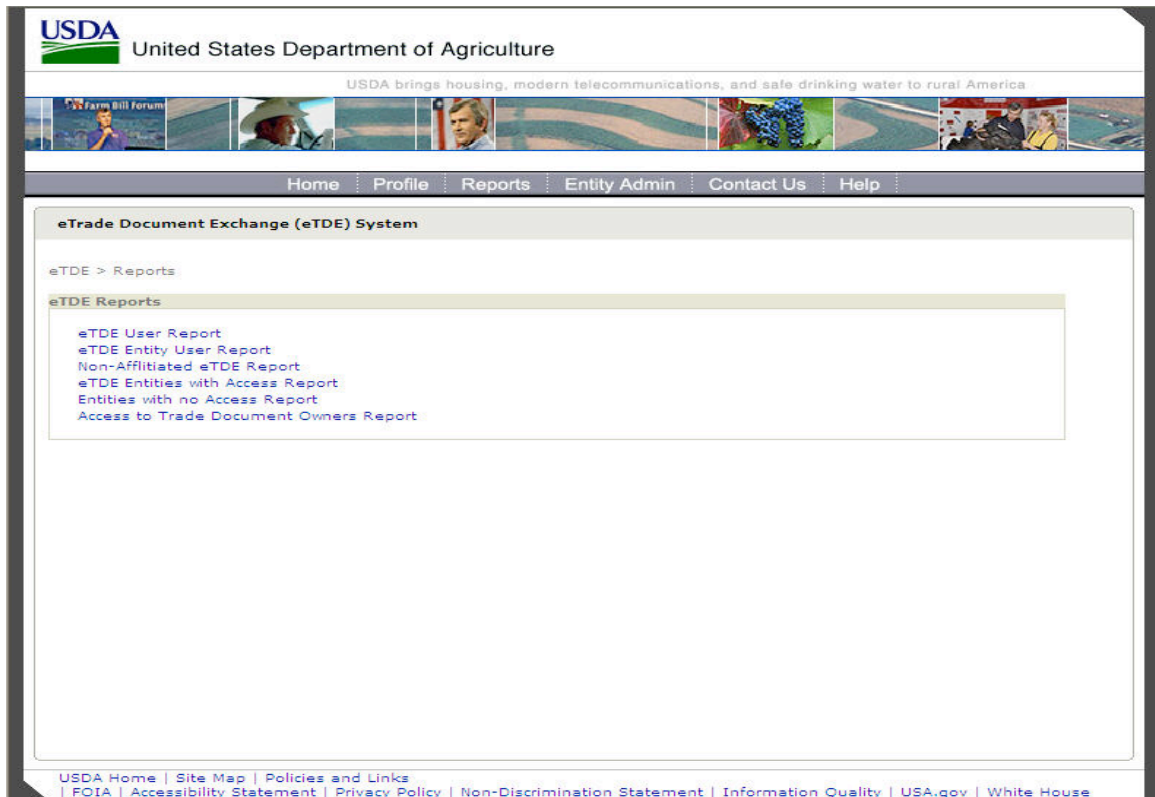 USDA
United States Department of Agriculture
USDA brings housing, modern telecommunications, and safe drinking water to rural America
Farm Bill Forum
Home Profile Reports Entity Admin Contact Us Help
eTrade Document Exchange (eTDE) System
eTDE > Reports
eTDE Reports
eTDE User Report
eTDE Entity User Report
Non-Afflitiated eTDE Report
eTDE Entities with Access Report
Entities with no Access Report
Access to Trade Document Owners Report
USDA Home | Site Map | Policies and Links
| FOIA | Accessibility Statement | Privacy Policy | Non-Discrimination Statement | Information Quality | USA.gov | White House